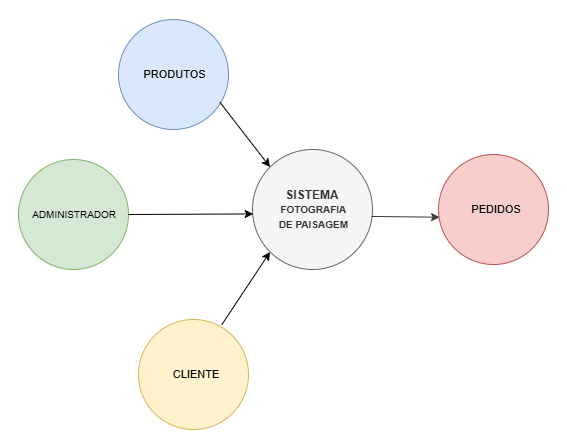 PRODUTOS
ADMINISTRADOR
SISTEMA
FOTOGRAFIA
DE PAISAGEM
PEDIDOS
CLIENTE